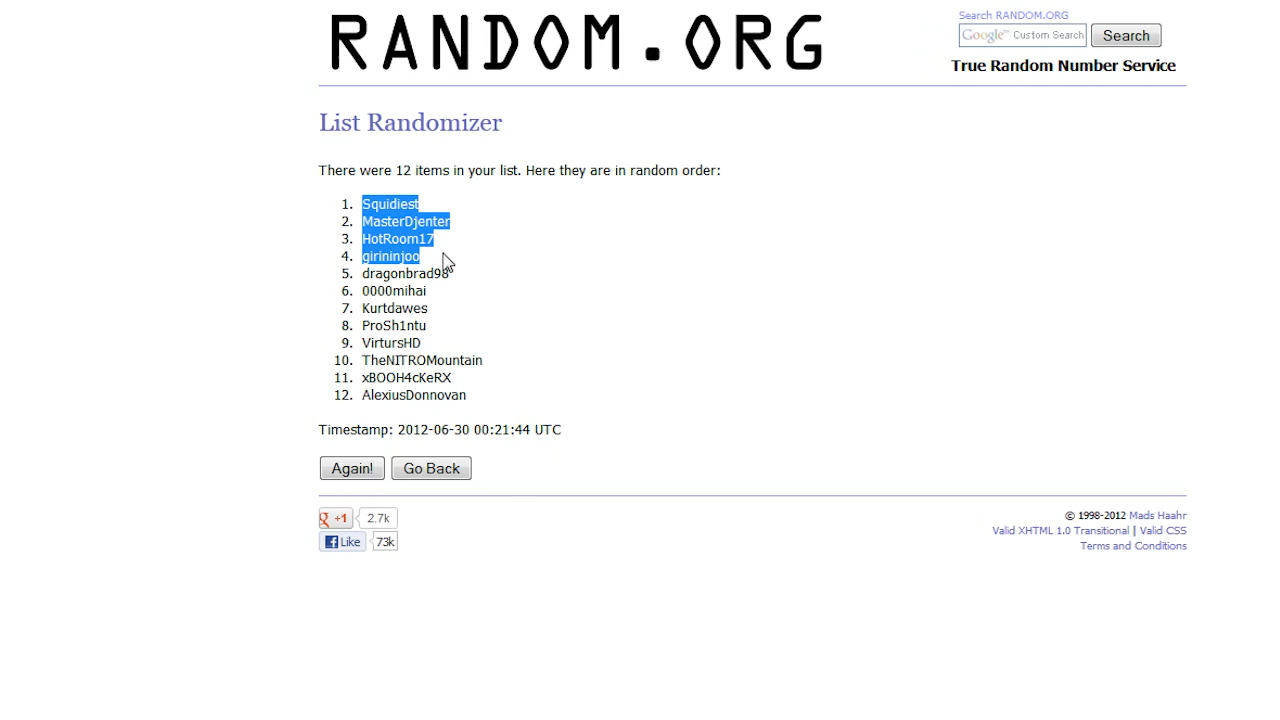 RANDOM.ORG
Search RANDOM.ORG
Google™ Custom Search
Search
True Random Number Service
List Randomizer
There were 12 items in your list. Here they are in random order:
1. Squidiest
2. MasterDjenter
3. HotRoom17
4. girininjoo
5. dragonbrad98
6. 0000mihai
7. Kurtdawes
8. ProSh1ntu
9. VirtursHD
10. TheNITROMountain
11. xBOOH4cKeRX
12. AlexiusDonnovan
Timestamp: 2012-06-30 00:21:44 UTC
Again! Go Back
g +1 2.7k
f Like 73k
© 1998-2012 Mads Haahr
Valid XHTML 1.0 Transitional | Valid CSS
Terms and Conditions